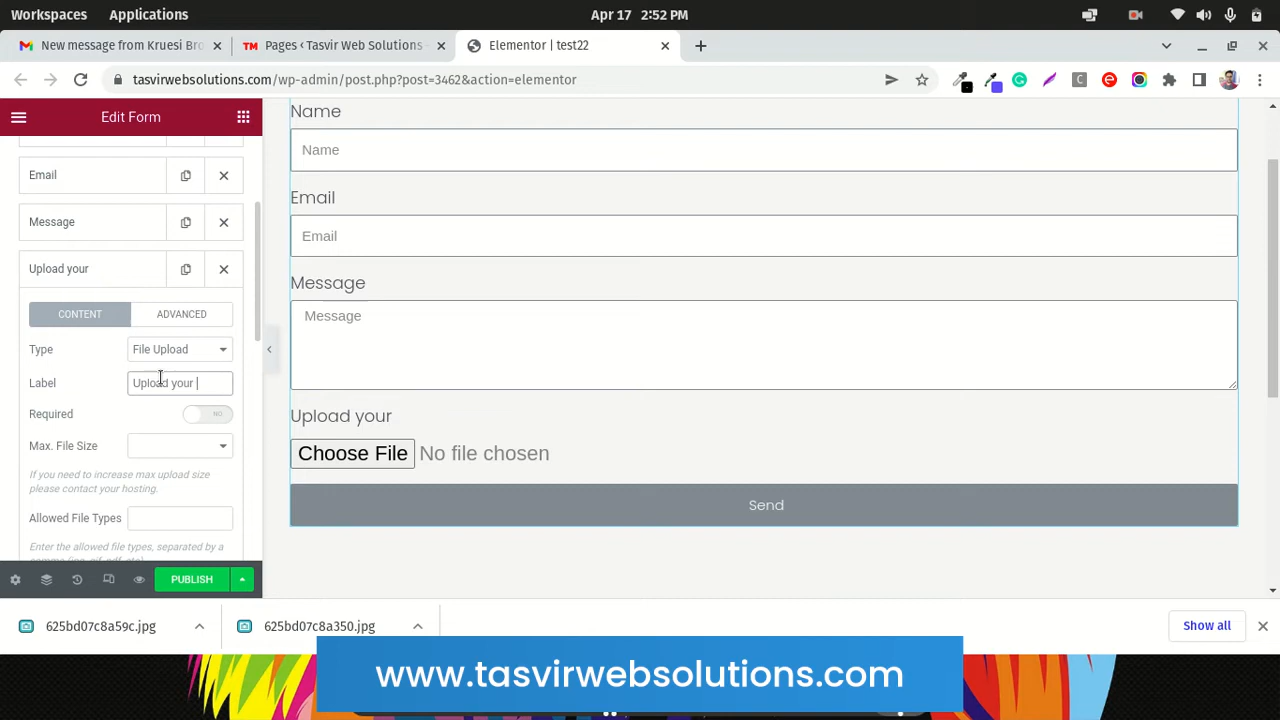 Workspaces Applications Apr 17 2:52 PM
New message from Kruesi Bro Pages ‹ Tasvir Web Solutions - Elementor | test22
tasvirwebsolutions.com/wp-admin/post.php?post=3462&action=elementor
Edit Form
Email
Message
Upload your
CONTENT ADVANCED
Type File Upload
Label Upload your
Required NO
Max. File Size
If you need to increase max upload size
please contact your hosting.
Allowed File Types
Enter the allowed file types, separated by a
PUBLISH
Name
Name
Email
Email
Message
Message
Upload your
Choose File No file chosen
Send
625bd07c8a59c.jpg 625bd07c8a350.jpg Show all
www.tasvirwebsolutions.com